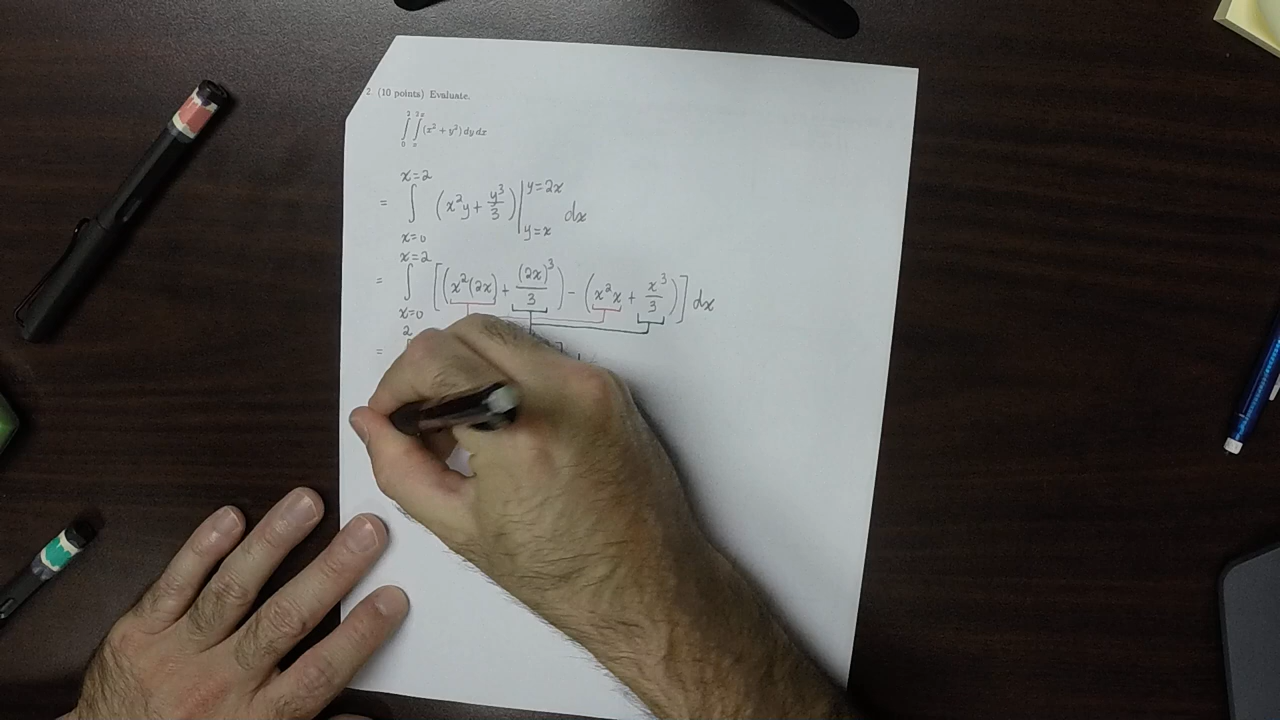 2. (10 points) Evaluate.
∫₀² ∫ₓ²ˣ (x² + y²) dy dx
= ∫_{x=0}^{x=2} (x²y + y³/3) |_{y=x}^{y=2x} dx
= ∫_{x=0}^{x=2} [(x²(2x) + (2x)³/3) - (x²x + x³/3)] dx
= 2